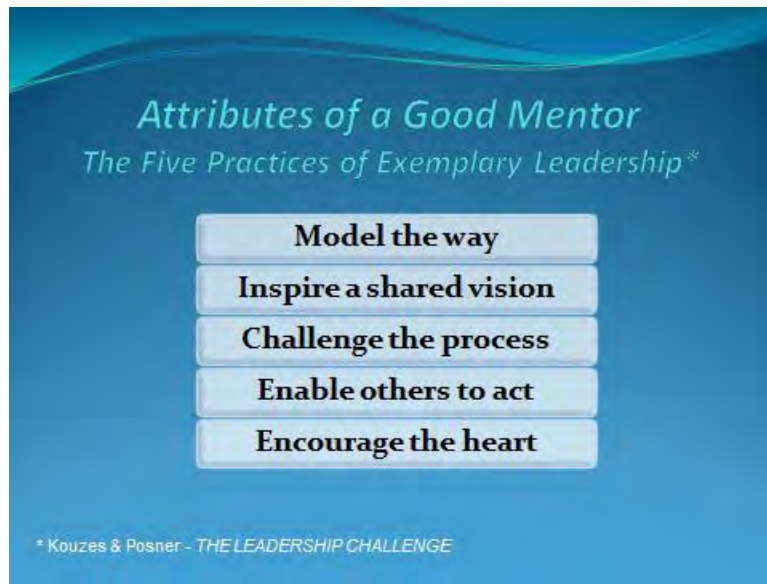 Attributes of a Good Mentor
The Five Practices of Exemplary Leadership*
Model the way
Inspire a shared vision
Challenge the process
Enable others to act
Encourage the heart
* Kouzes & Posner - THE LEADERSHIP CHALLENGE